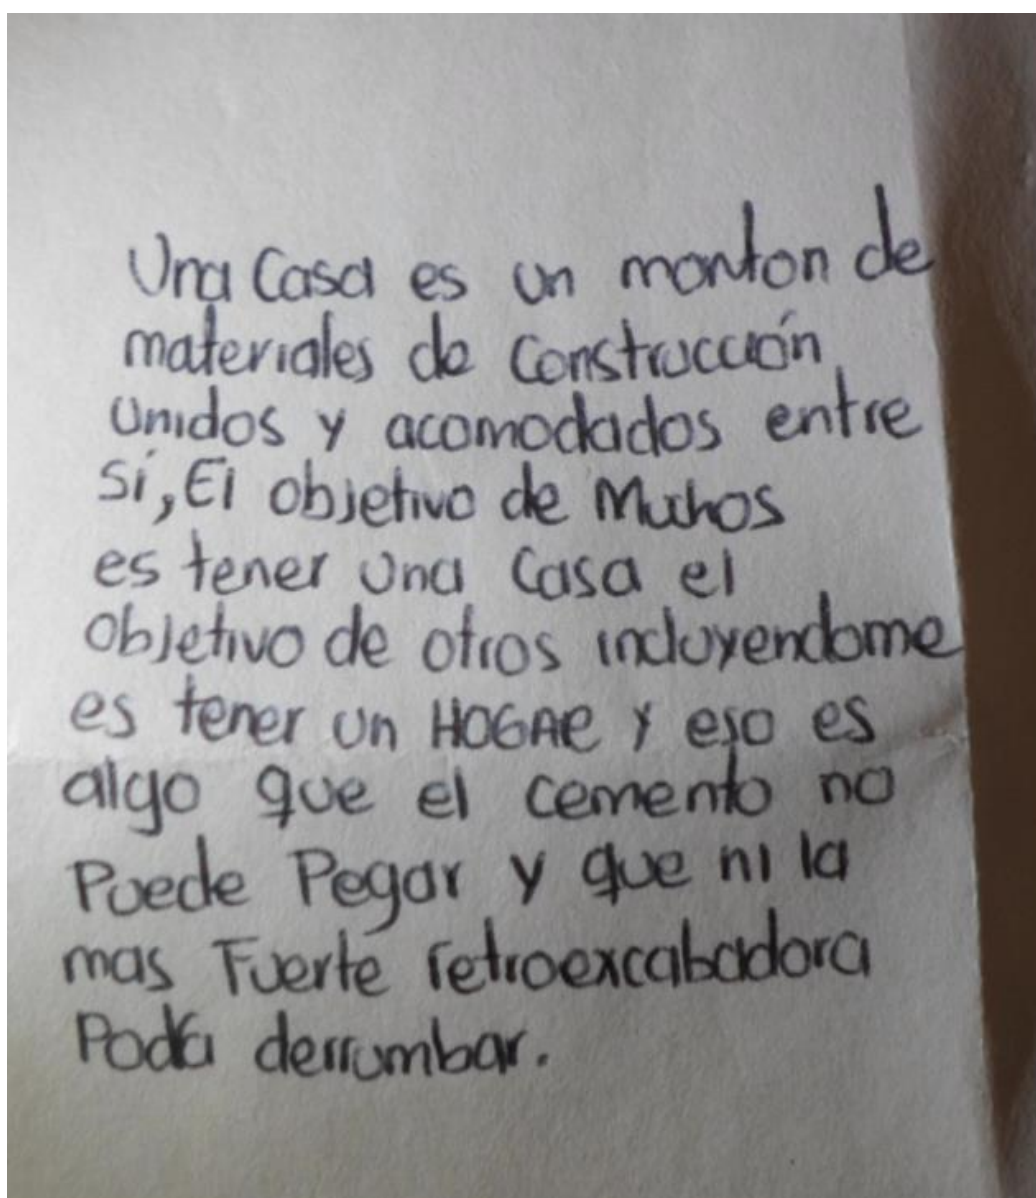 Una Casa es un monton de
materiales de Construcción
Unidos y acomodados entre
Sí, El objetivo de Muchos
es tener Una Casa el
Objetivo de otros incluyendome
es tener un HOGAR y eso es
algo que el cemento no
Puede Pegar y que ni la
mas Fuerte retroexcabadora
Podía derrumbar.